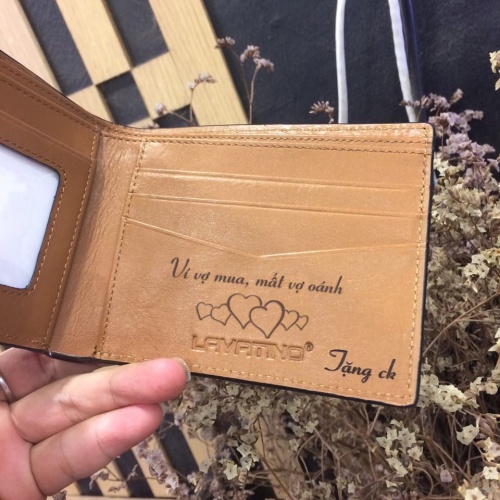 Ví vợ mua, mất vợ oánh
LAVATINO®
Tặng ck